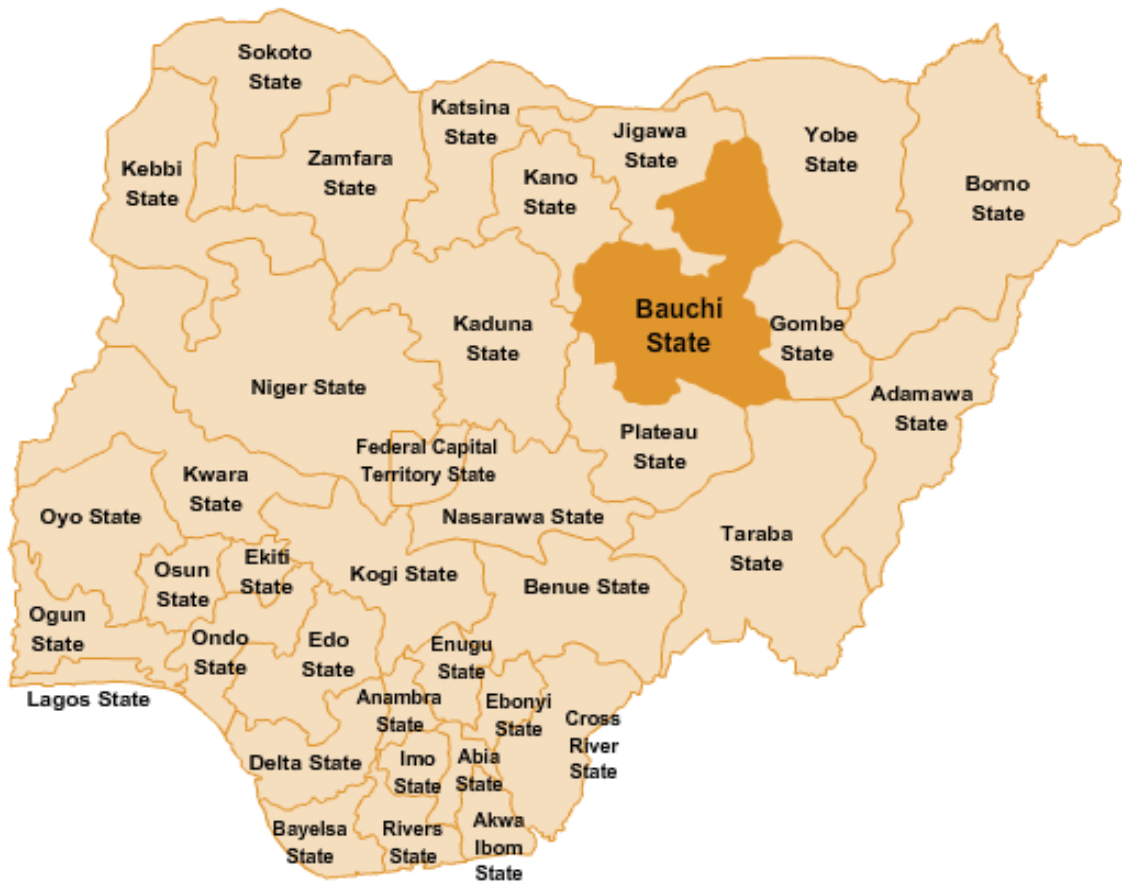 Sokoto
State
Katsina
State
Jigawa
State
Yobe
State
Kebbi
State
Zamfara
State
Kano
State
Borno
State
Bauchi
State
Kaduna
State
Gombe
State
Niger State
Adamawa
State
Plateau
State
Federal Capital
Territory State
Kwara
State
Oyo State
Nasarawa State
Taraba
State
Osun
State
Ekiti
State
Kogi State
Benue State
Ogun
State
Ondo
State
Edo
State
Enugu
State
Lagos State
Anambra
State
Ebonyi
State
Cross
River
State
Delta State
Imo
State
Abia
State
Bayelsa
State
Rivers
State
Akwa
Ibom
State